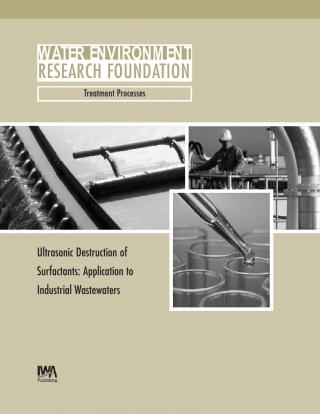 WATER ENVIRONMENT
RESEARCH FOUNDATION
Treatment Processes
Ultrasonic Destruction of
Surfactants: Application to
Industrial Wastewaters
IWA
Publishing